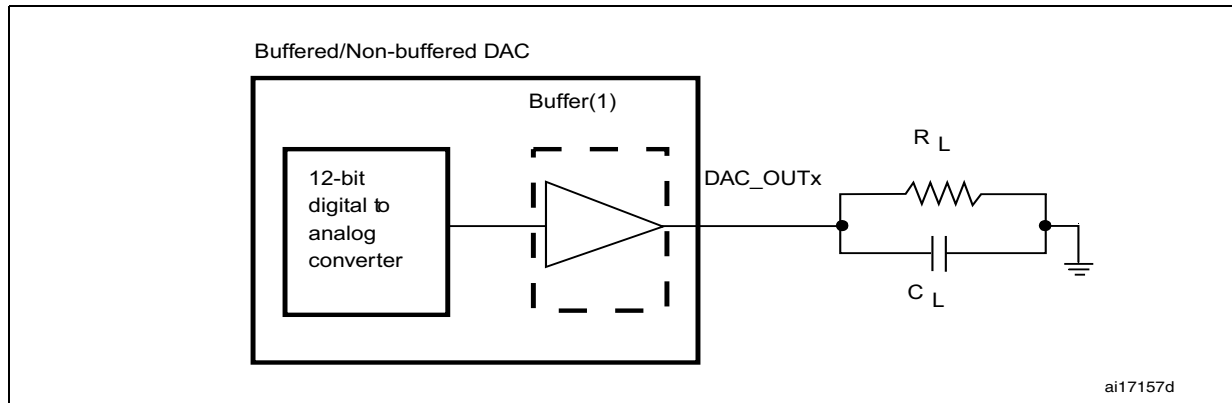 Buffered/Non-buffered DAC
Buffer(1)
12-bit
digital to
analog
converter
DAC_OUTx
R L
C L
ai17157d